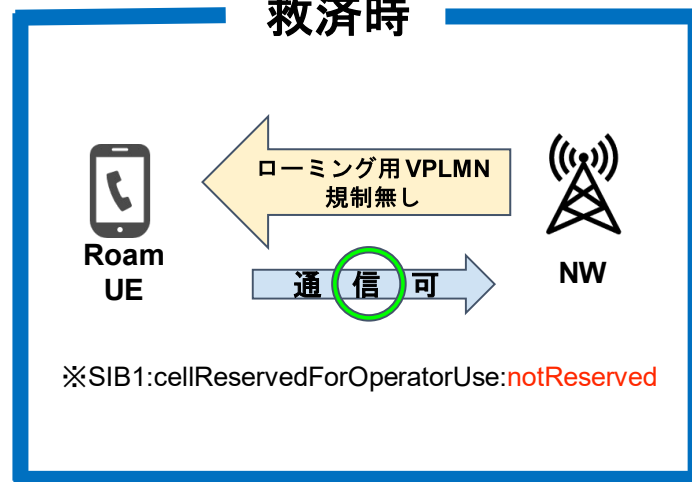 救済時
ローミング用VPLMN
規制無し
Roam
UE
NW
通信可
※SIB1:cellReservedForOperatorUse:notReserved